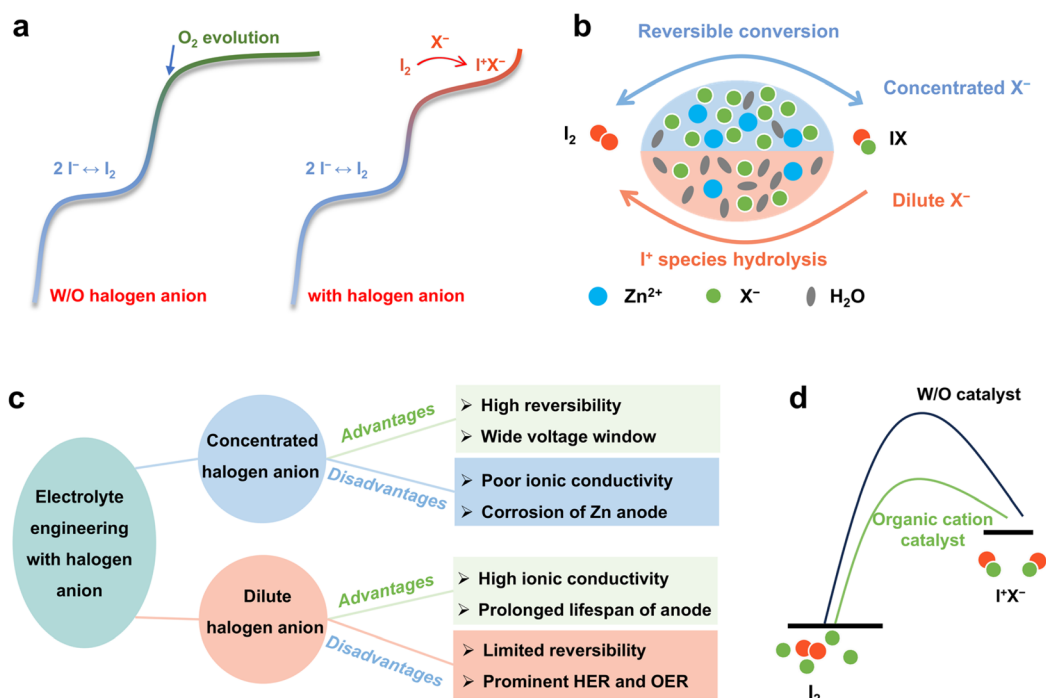 a
O₂ evolution
2 I⁻ ↔ I₂
W/O halogen anion
X⁻
I₂
I⁺X⁻
2 I⁻ ↔ I₂
with halogen anion
b
Reversible conversion
Concentrated X⁻
I₂
IX
Dilute X⁻
I⁺ species hydrolysis
Zn²⁺
X⁻
H₂O
c
Electrolyte
engineering
with halogen
anion
Concentrated
halogen anion
Advantages
➢ High reversibility
➢ Wide voltage window
Disadvantages
➢ Poor ionic conductivity
➢ Corrosion of Zn anode
Dilute
halogen anion
Advantages
➢ High ionic conductivity
➢ Prolonged lifespan of anode
Disadvantages
➢ Limited reversibility
➢ Prominent HER and OER
d
W/O catalyst
Organic cation
catalyst
I⁺X⁻
I₂